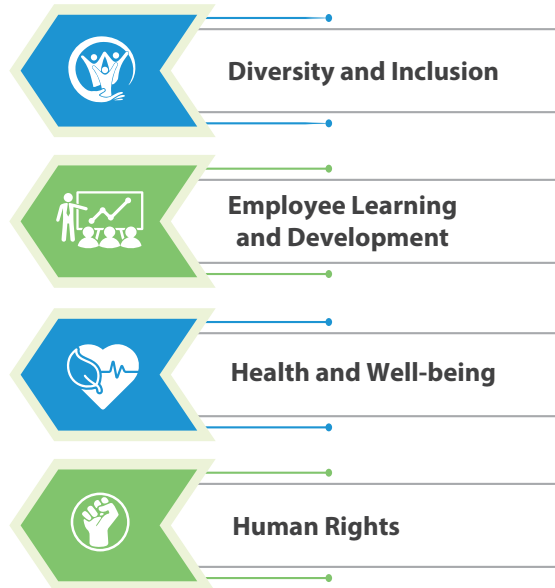 Diversity and Inclusion
Employee Learning
and Development
Health and Well-being
Human Rights